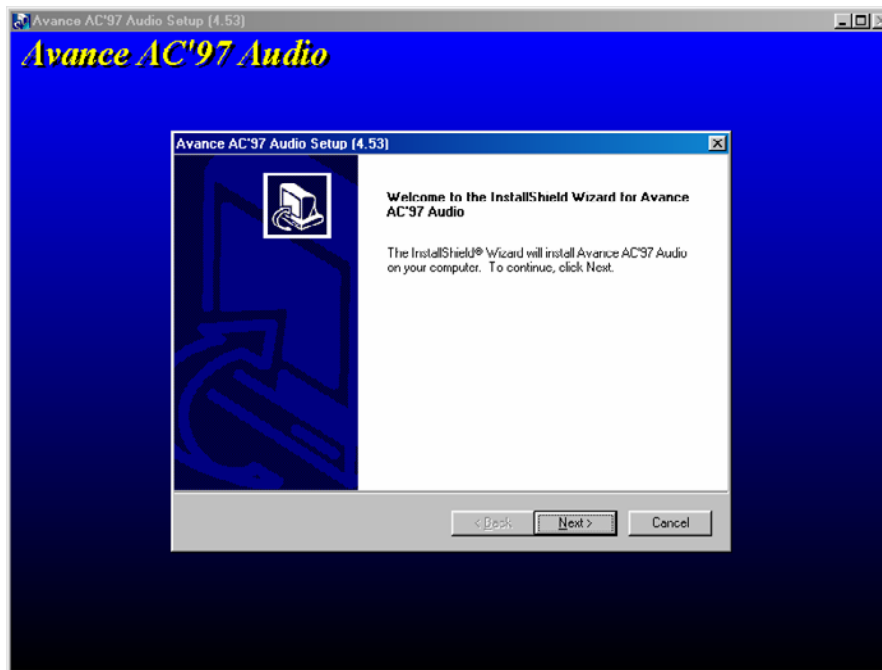 Avance AC'97 Audio Setup (4.53)
Avance AC'97 Audio
Avance AC'97 Audio Setup (4.53)
Welcome to the InstallShield Wizard for Avance
AC'97 Audio
The InstallShield® Wizard will install Avance AC'97 Audio
on your computer. To continue, click Next.
< Back
Next >
Cancel